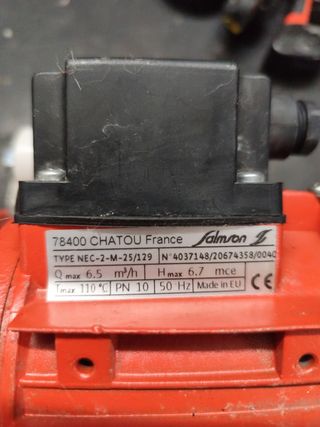 78400 CHATOU France Salmson
TYPE NEC-2-M-25/129 N°4037148/20674358/0040
Q max 6.5 m³/h H max 6.7 mce
Tmax 110 °C PN 10 50 Hz Made in EU CE